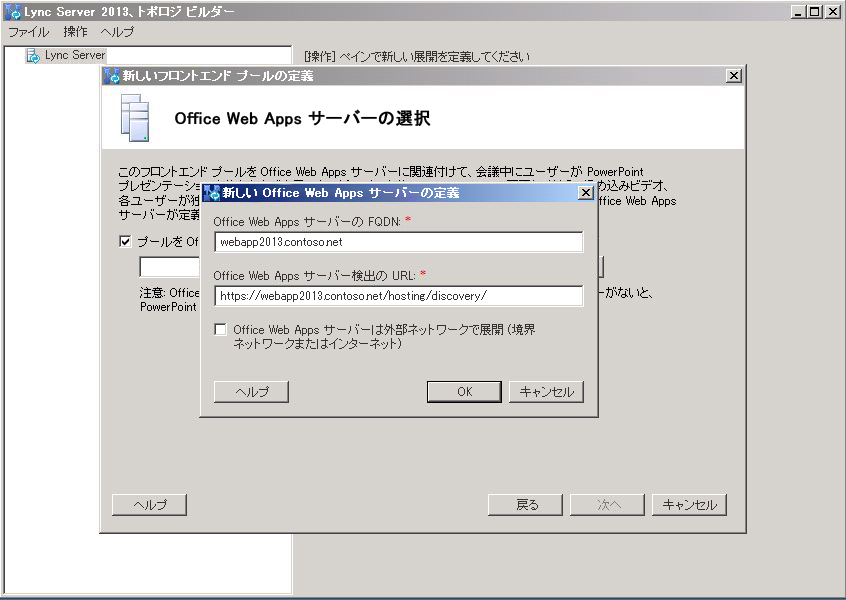 Lync Server 2013、トポロジ ビルダー
ファイル 操作 ヘルプ
Lync Server
[操作] ペインで新しい展開を定義してください
新しいフロントエンド プールの定義
Office Web Apps サーバーの選択
このフロントエンド プールを Office Web Apps サーバーに関連付けて、会議中にユーザーが PowerPoint
プレゼンテーショ め込みビデオ、
各ユーザーが独 ffice Web Apps
サーバーが定義
プールを Of
注意: Office ーがないと、
PowerPoint
新しい Office Web Apps サーバーの定義
Office Web Apps サーバーの FQDN: *
webapp2013.contoso.net
Office Web Apps サーバー検出の URL: *
https://webapp2013.contoso.net/hosting/discovery/
Office Web Apps サーバーは外部ネットワークで展開 (境界
ネットワークまたはインターネット)
ヘルプ OK キャンセル
ヘルプ 戻る 次へ キャンセル